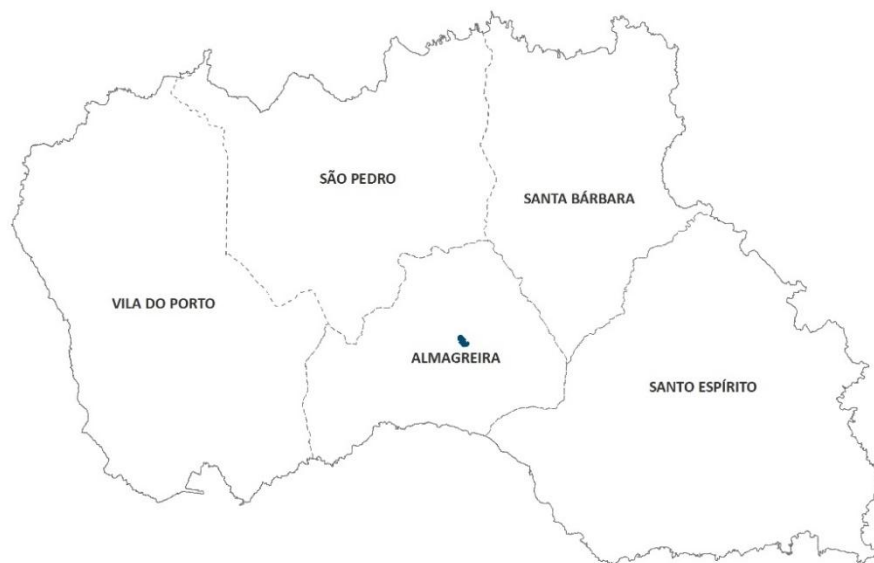 SÃO PEDRO
SANTA BÁRBARA
VILA DO PORTO
ALMAGREIRA
SANTO ESPÍRITO